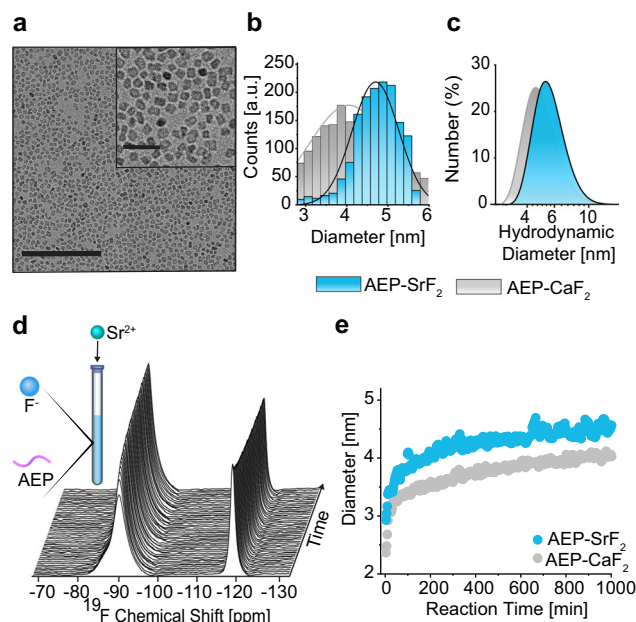 a
b
c
250
200
150
100
50
0
Counts [a.u.]
3 4 5 6
Diameter [nm]
30
20
10
0
Number (%)
4 6 10
Hydrodynamic
Diameter [nm]
AEP-SrF₂
AEP-CaF₂
d
Sr²⁺
F⁻
AEP
Time
-70 -80 -90 -100 -110 -120 -130
¹⁹F Chemical Shift [ppm]
e
5
4
3
2
Diameter [nm]
AEP-SrF₂
AEP-CaF₂
0 200 400 600 800 1000
Reaction Time [min]